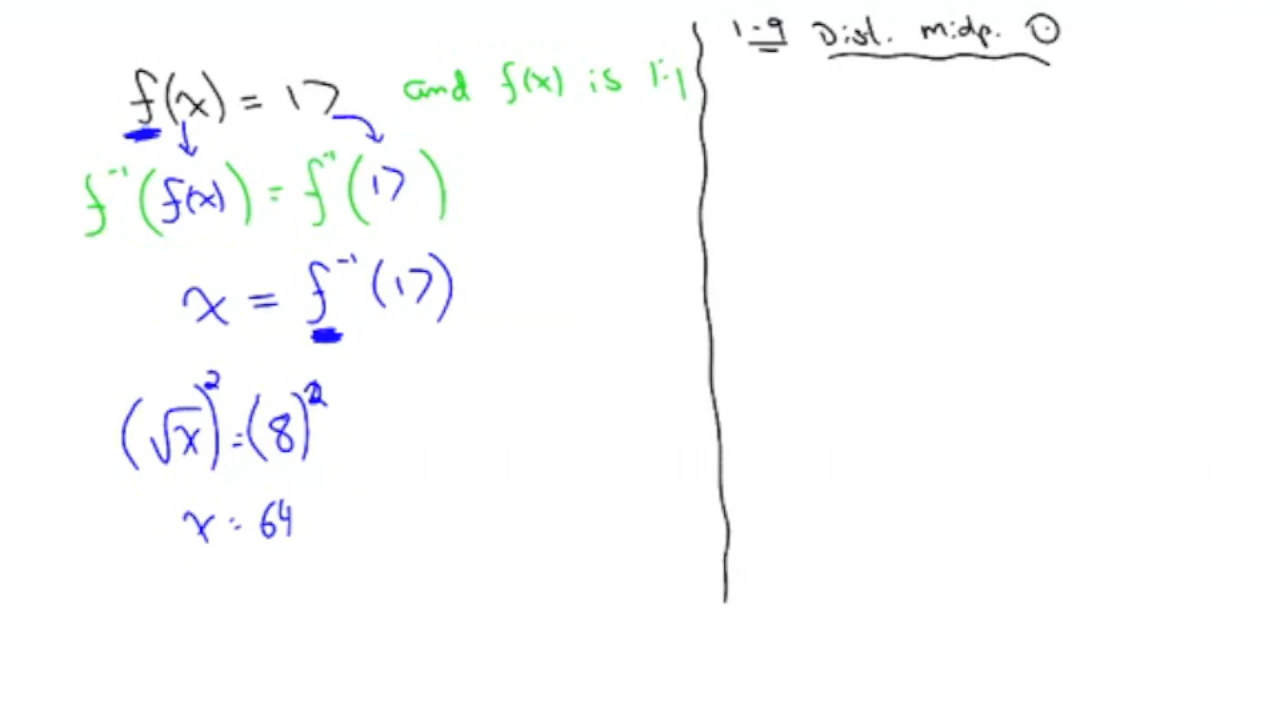 f(x) = 17 and f(x) is 1-1
f⁻¹(f(x)) = f⁻¹(17)
x = f⁻¹(17)
(√x)² = (8)²
x = 64
1-9 Dist. midp. ⊙